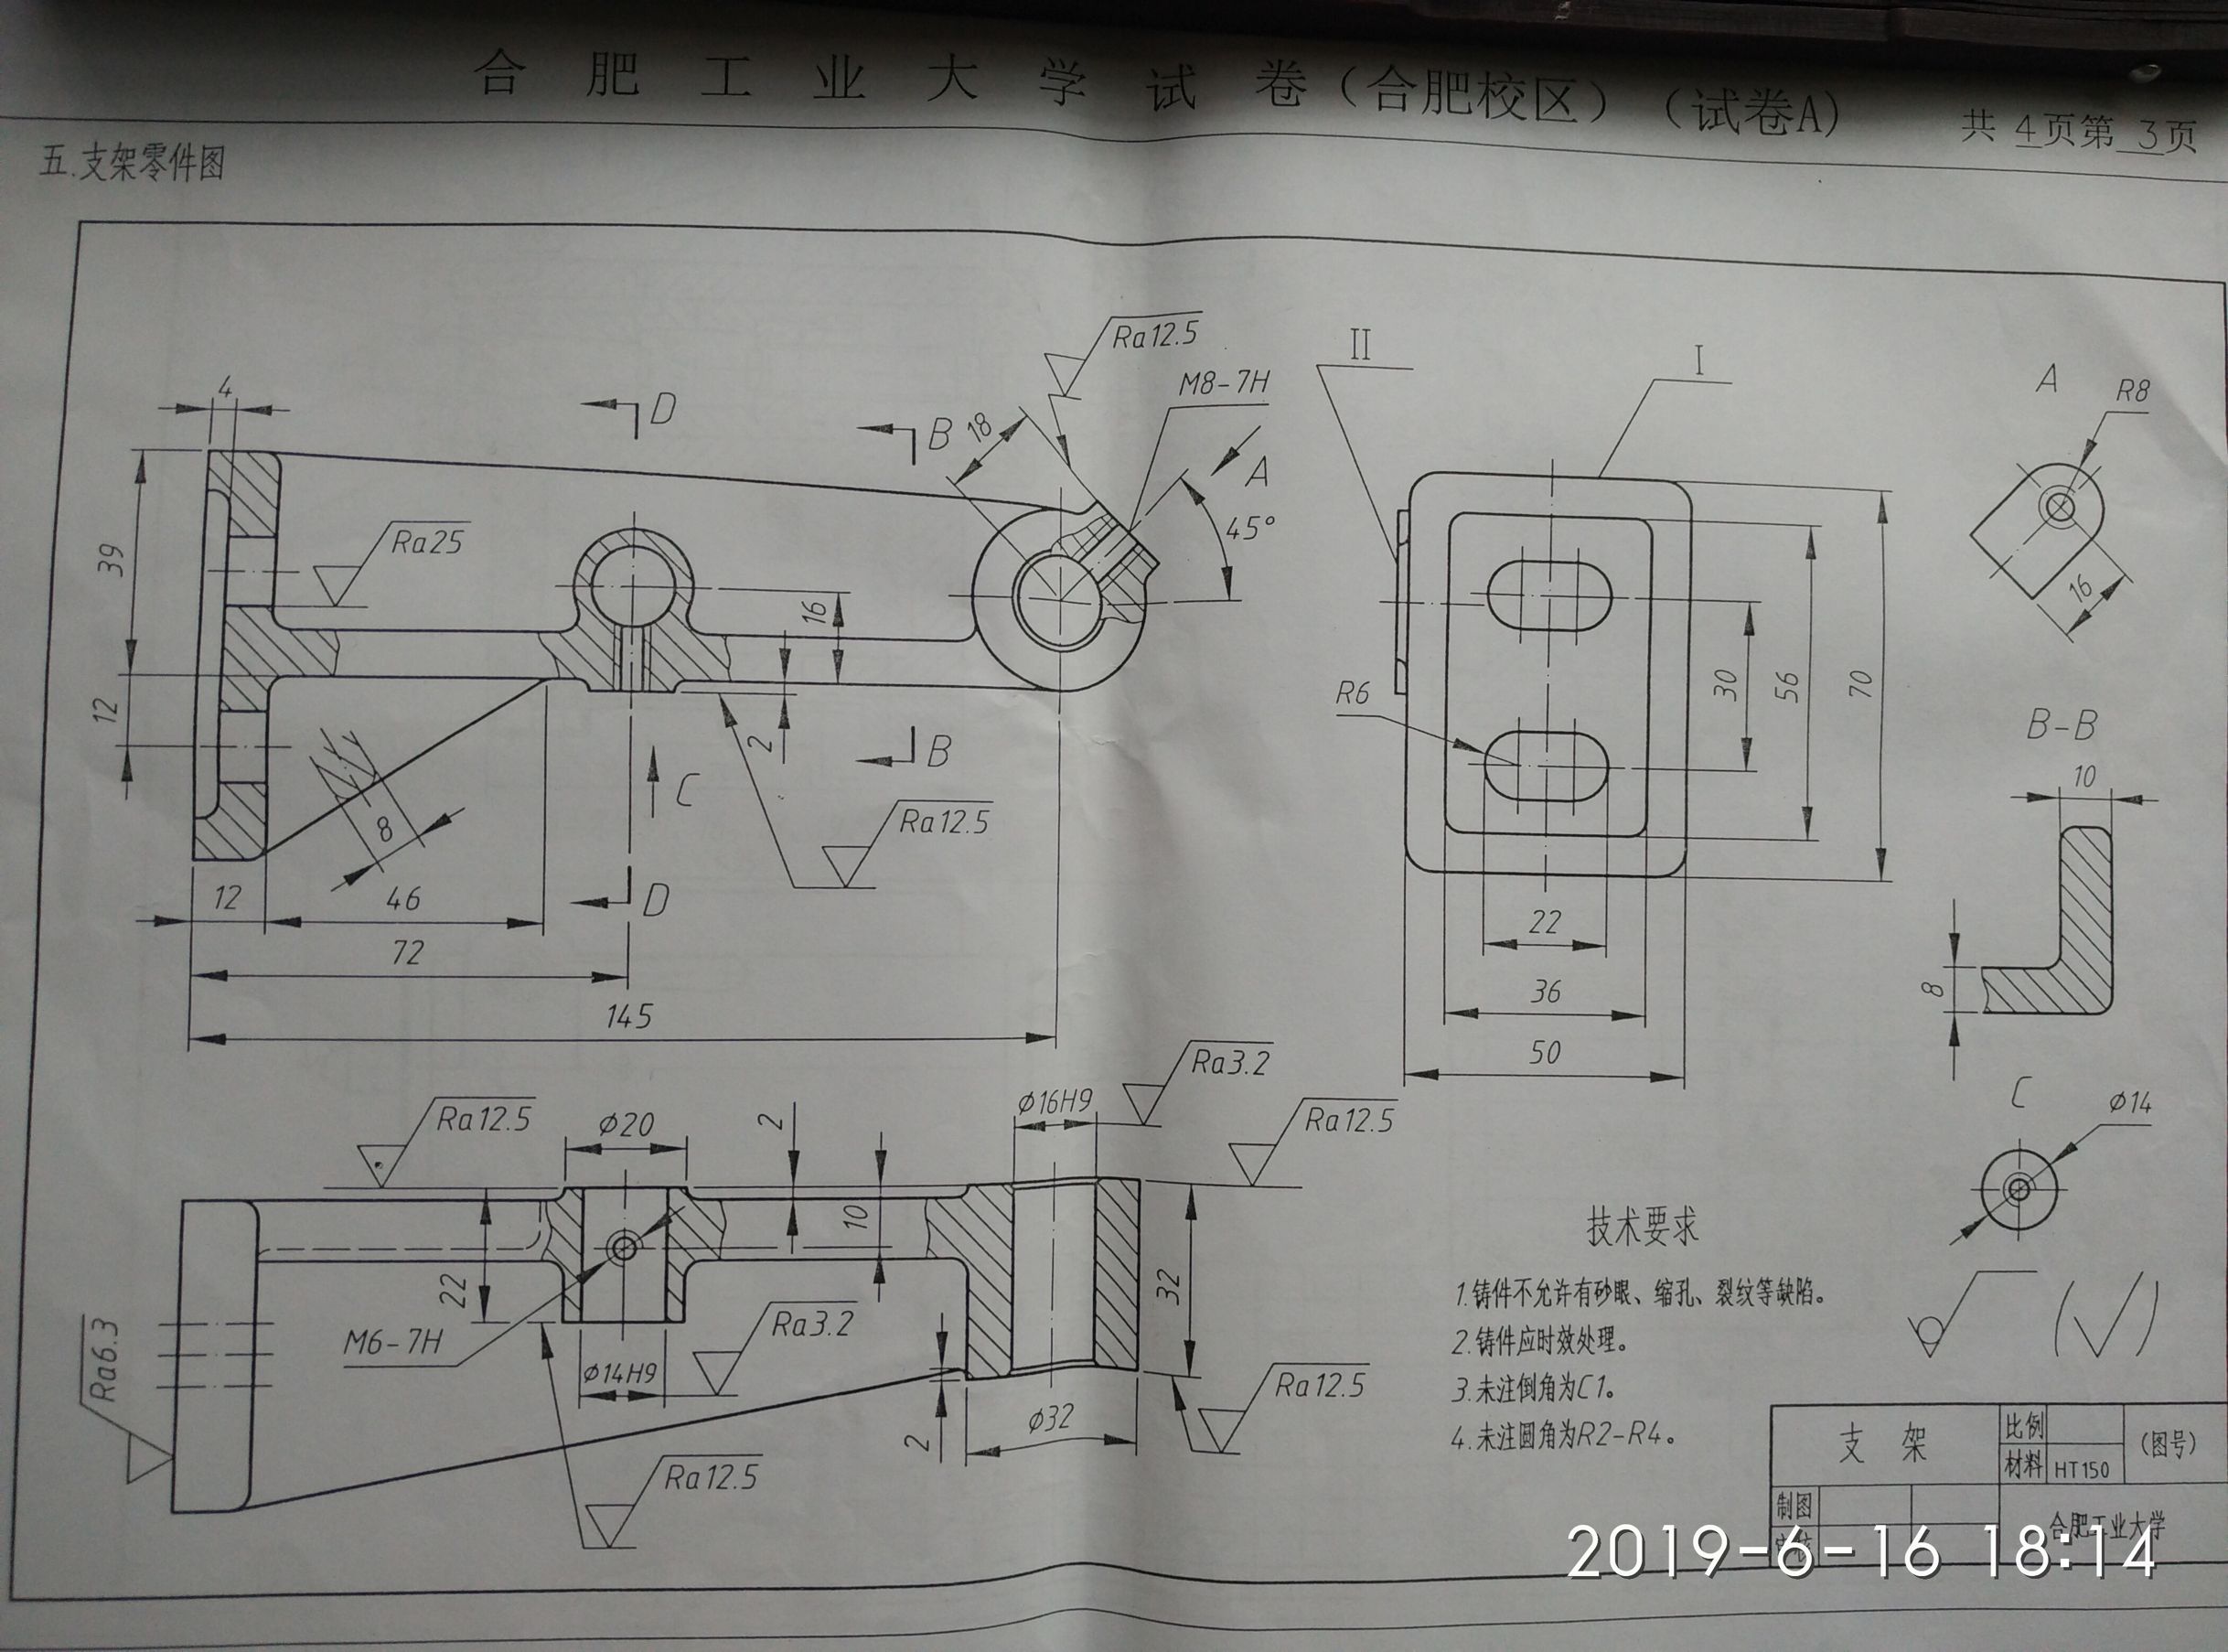 合肥工业大学试卷(合肥校区)(试卷A)
共 4页第 3页
五.支架零件图
4
D
B
18
Ra12.5
M8-7H
A
45°
39
Ra25
16
12
2
B
C
8
Ra12.5
D
12
46
72
145
II
I
R6
30
56
70
22
36
50
A
R8
16
B-B
10
8
C
φ14
Ra12.5
φ20
2
φ16H9
Ra3.2
Ra12.5
10
22
32
M6-7H
Ra3.2
φ14H9
Ra6.3
2
φ32
Ra12.5
Ra12.5
技术要求
1.铸件不允许有砂眼、缩孔、裂纹等缺陷。
2.铸件应时效处理。
3.未注倒角为C1。
4.未注圆角为R2-R4。
支架
比例
(图号)
材料 HT150
制图
合肥工业大学
2019-6-16 18:14